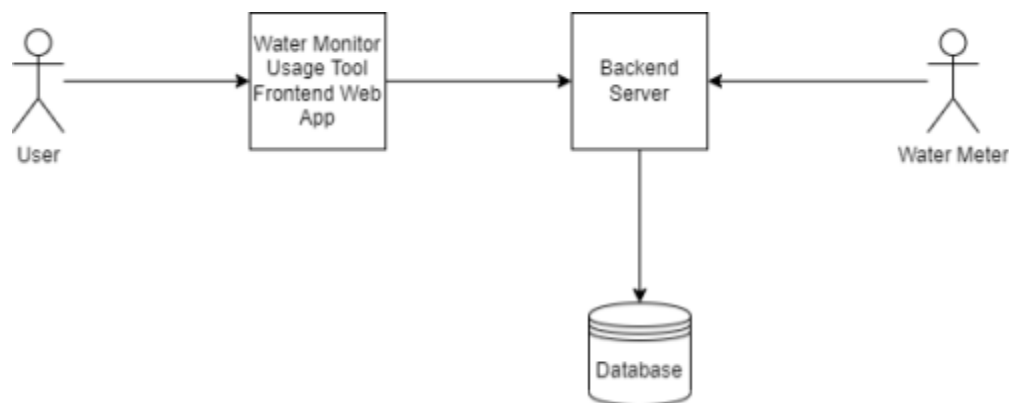 Water Monitor
Usage Tool
Frontend Web
App
Backend
Server
User
Water Meter
Database